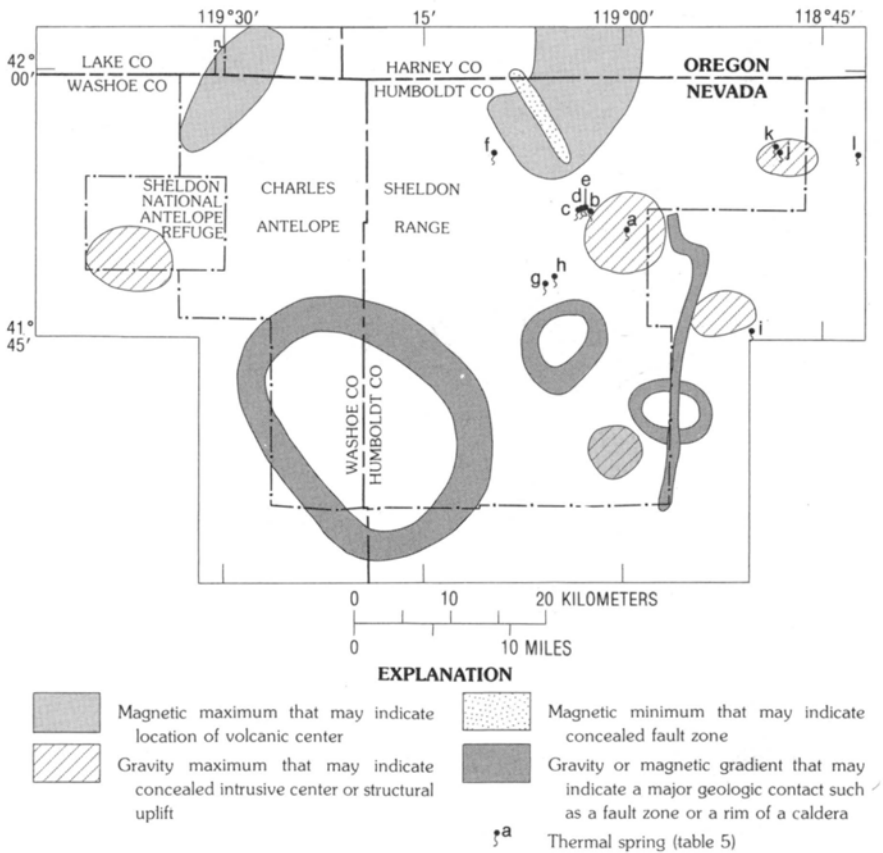 119°30′ 15′ 119°00′ 118°45′
42°
00′
LAKE CO
WASHOE CO
HARNEY CO
HUMBOLDT CO
OREGON
NEVADA
f
k
j
l
SHELDON
NATIONAL
ANTELOPE
REFUGE
CHARLES
ANTELOPE
SHELDON
RANGE
e
d
c
b
a
g
h
i
41°
45′
WASHOE CO
HUMBOLDT CO
0 10 20 KILOMETERS
0 10 MILES
EXPLANATION
Magnetic maximum that may indicate
location of volcanic center
Gravity maximum that may indicate
concealed intrusive center or structural
uplift
Magnetic minimum that may indicate
concealed fault zone
Gravity or magnetic gradient that may
indicate a major geologic contact such
as a fault zone or a rim of a caldera
a
Thermal spring (table 5)